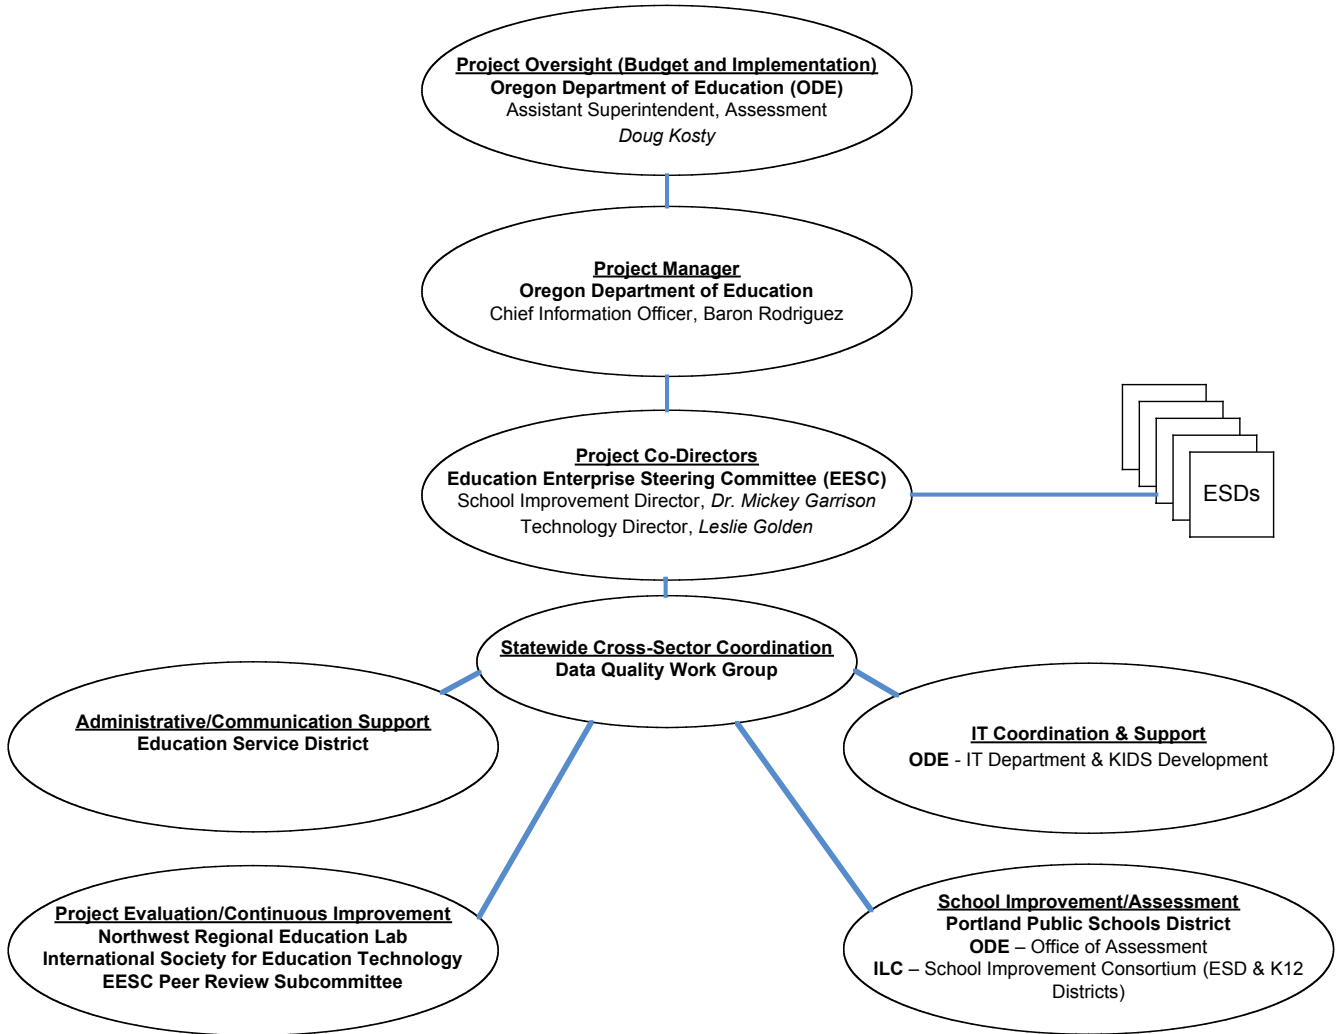 Project Oversight (Budget and Implementation)
Oregon Department of Education (ODE)
Assistant Superintendent, Assessment
Doug Kosty
Project Manager
Oregon Department of Education
Chief Information Officer, Baron Rodriguez
Project Co-Directors
Education Enterprise Steering Committee (EESC)
School Improvement Director, Dr. Mickey Garrison
Technology Director, Leslie Golden
ESDs
Statewide Cross-Sector Coordination
Data Quality Work Group
Administrative/Communication Support
Education Service District
IT Coordination & Support
ODE - IT Department & KIDS Development
Project Evaluation/Continuous Improvement
Northwest Regional Education Lab
International Society for Education Technology
EESC Peer Review Subcommittee
School Improvement/Assessment
Portland Public Schools District
ODE – Office of Assessment
ILC – School Improvement Consortium (ESD & K12
Districts)